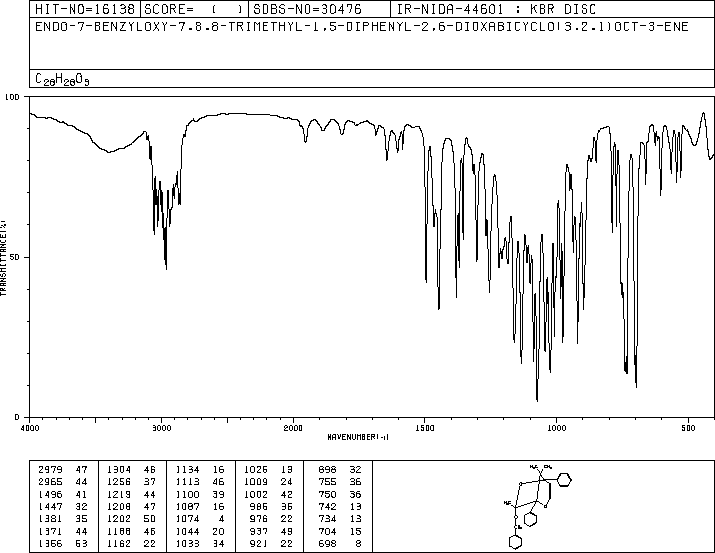 HIT-NO=16138 SCORE= ( ) SDBS-NO=30476 IR-NIDA-44601 : KBR DISC
ENDO-7-BENZYLOXY-7,8,8-TRIMETHYL-1,5-DIPHENYL-2,6-DIOXABICYCLO(3.2.1)OCT-3-ENE
C28H28O3
100
50
0
TRANSMITTANCE(%)
4000 3000 2000 1500 1000 500
WAVENUMBER(-1)
2979 47 1304 46 1134 16 1026 13 898 32
2965 44 1256 37 1113 46 1009 24 755 36
1496 41 1219 44 1100 39 1002 42 750 36
1447 32 1208 47 1087 16 986 36 742 13
1381 35 1202 50 1074 4 976 22 734 13
1371 44 1188 46 1044 20 937 49 704 15
1366 63 1162 22 1033 34 921 22 698 8